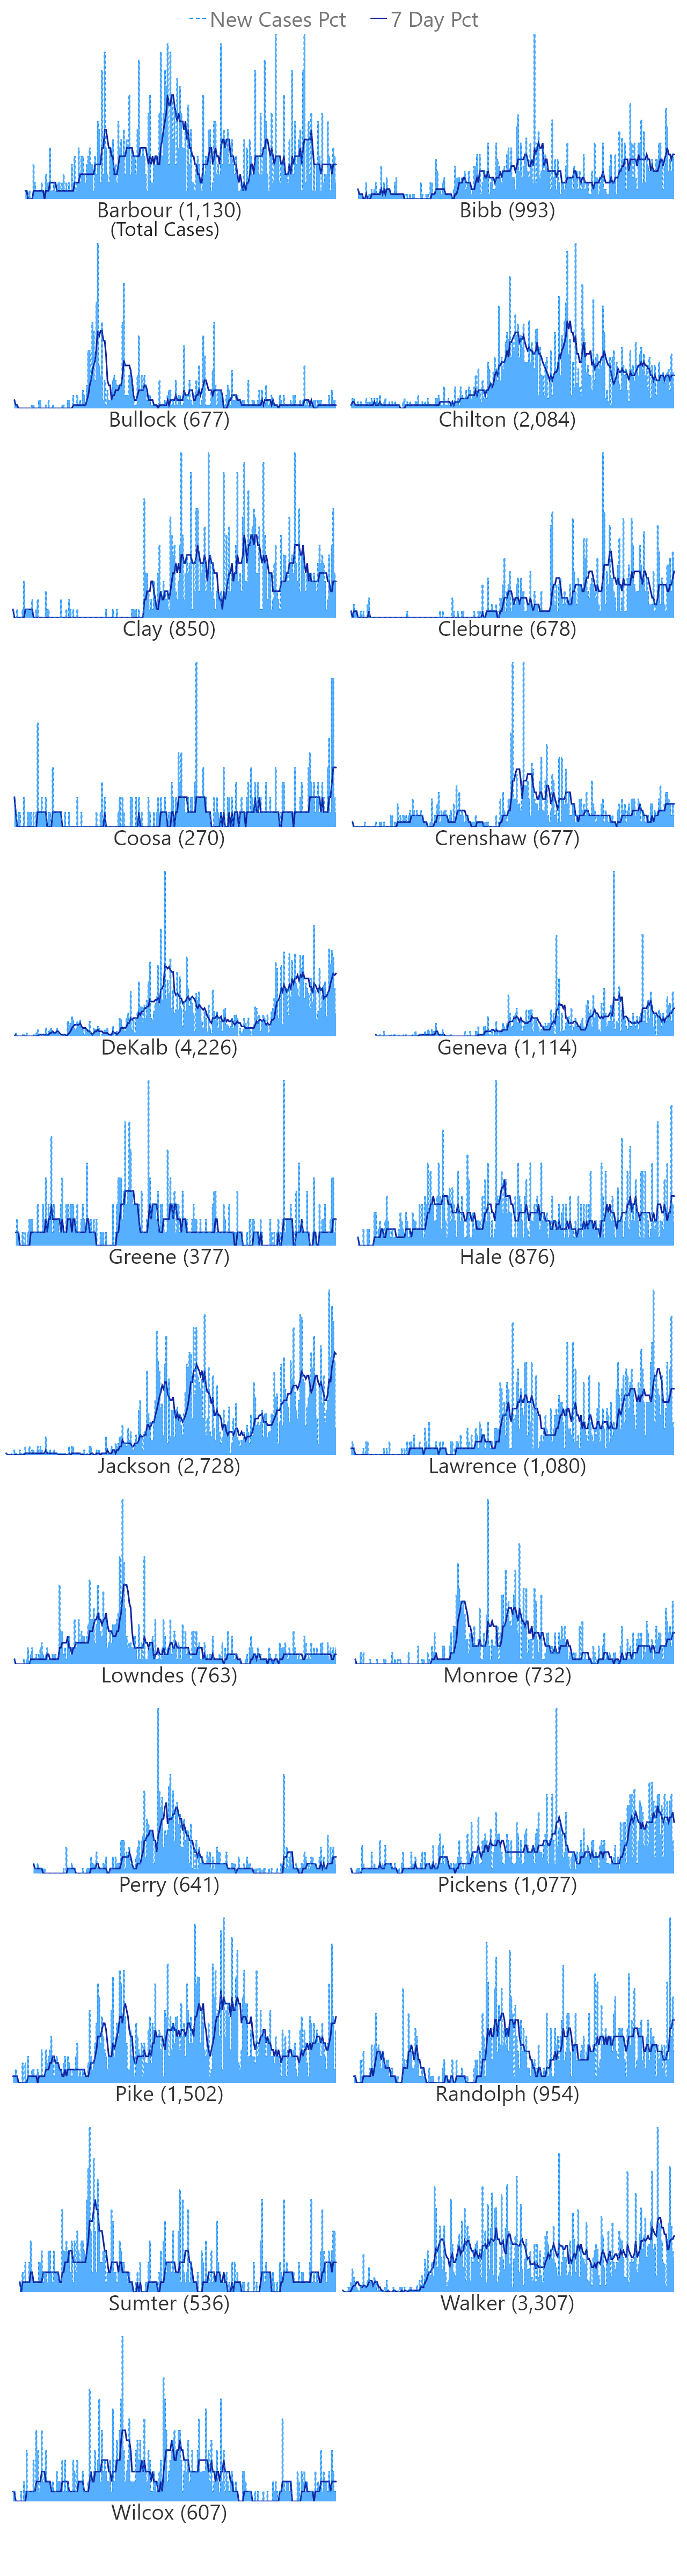 New Cases Pct 7 Day Pct
Barbour (1,130) Bibb (993)
(Total Cases)
Bullock (677) Chilton (2,084)
Clay (850) Cleburne (678)
Coosa (270) Crenshaw (677)
DeKalb (4,226) Geneva (1,114)
Greene (377) Hale (876)
Jackson (2,728) Lawrence (1,080)
Lowndes (763) Monroe (732)
Perry (641) Pickens (1,077)
Pike (1,502) Randolph (954)
Sumter (536) Walker (3,307)
Wilcox (607)